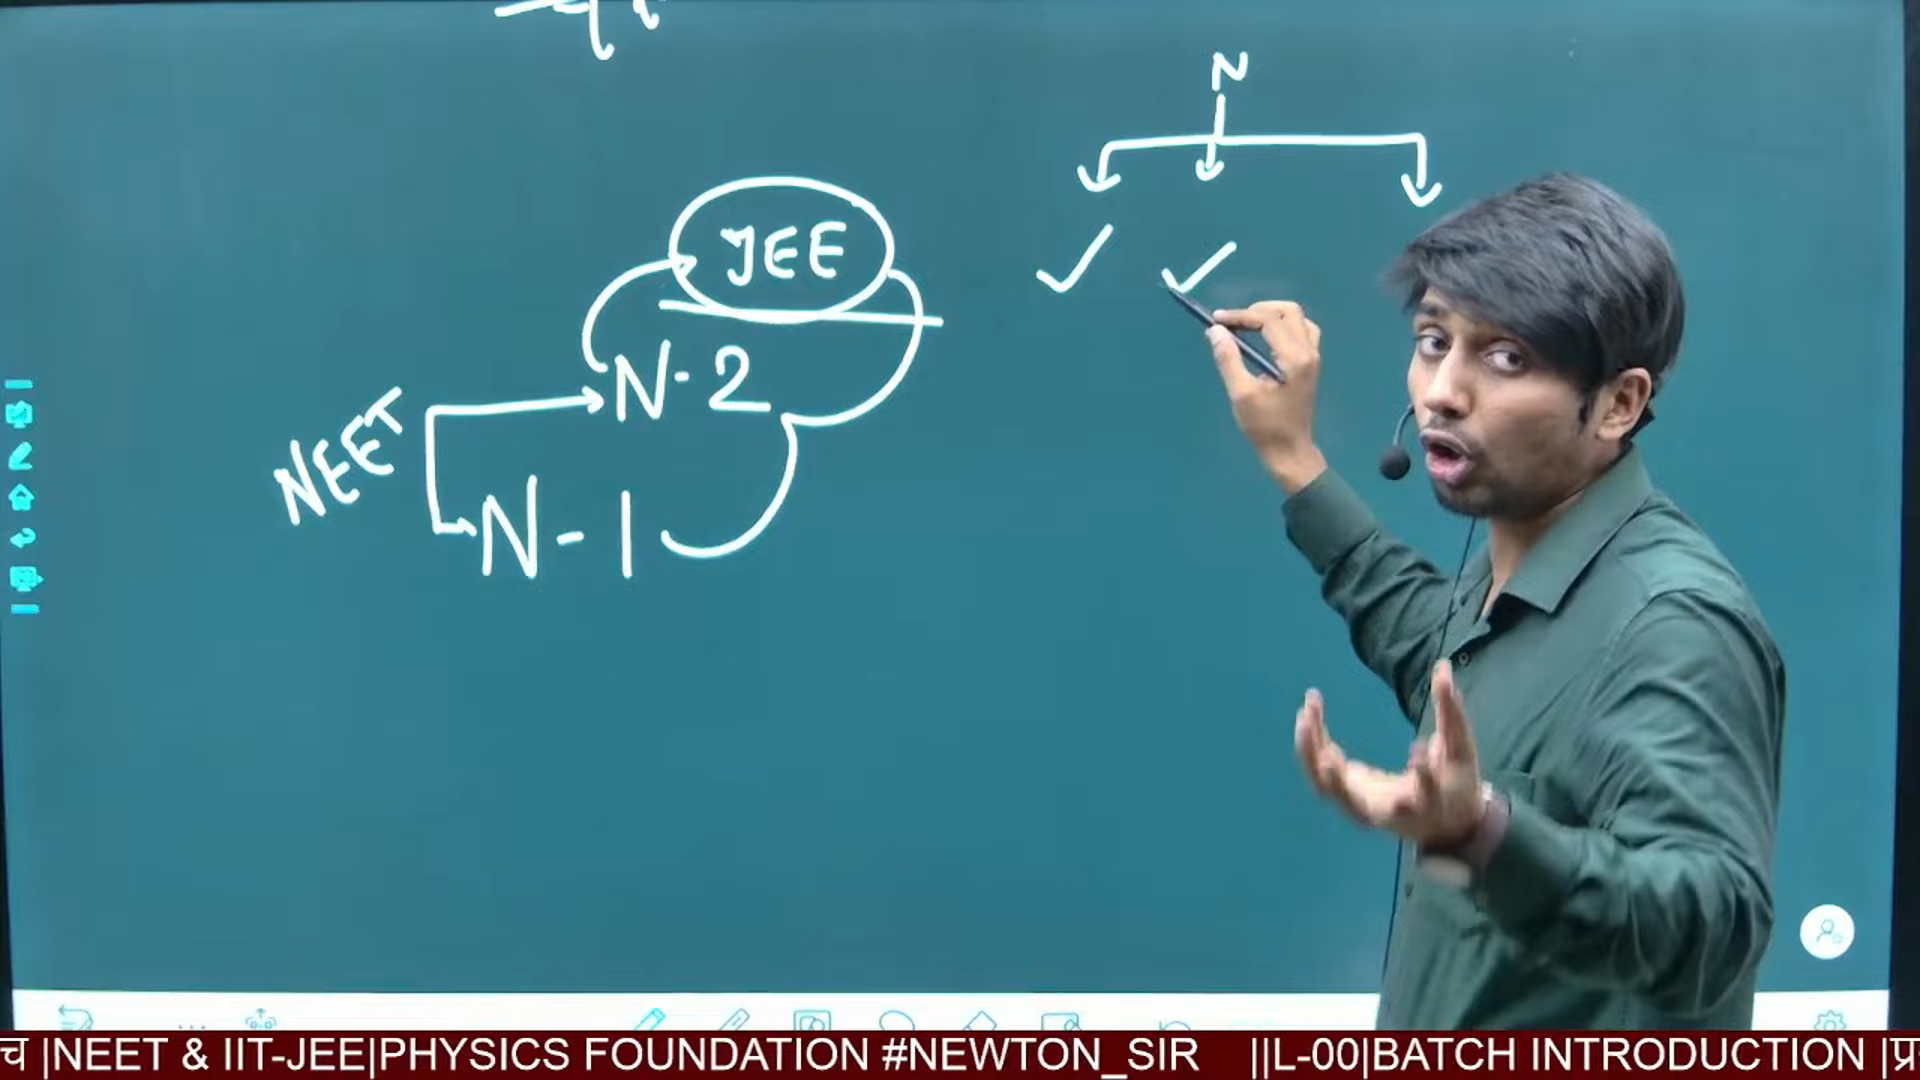 N
JEE
N-2
NEET
N-1
च |NEET & IIT-JEE|PHYSICS FOUNDATION #NEWTON_SIR ||L-00|BATCH INTRODUCTION |प्र